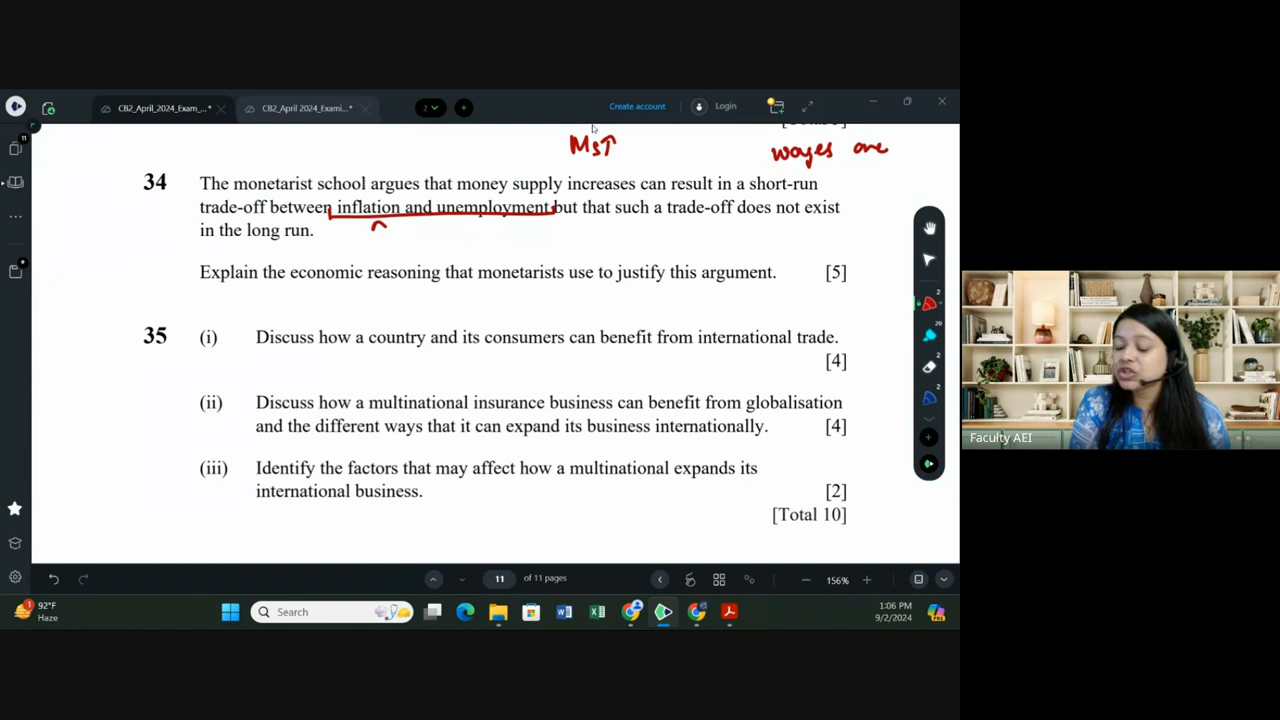 CB2_April_2024_Exam_...*
CB2_April 2024_Exami...*
2
Create account
Login
Ms↑
wages are
34
The monetarist school argues that money supply increases can result in a short-run
trade-off between inflation and unemployment but that such a trade-off does not exist
in the long run.
Explain the economic reasoning that monetarists use to justify this argument. [5]
35 (i) Discuss how a country and its consumers can benefit from international trade.
[4]
(ii) Discuss how a multinational insurance business can benefit from globalisation
and the different ways that it can expand its business internationally. [4]
(iii) Identify the factors that may affect how a multinational expands its
international business. [2]
[Total 10]
Faculty AEI
11 of 11 pages
156%
92°F
Haze
Search
1:06 PM
9/2/2024